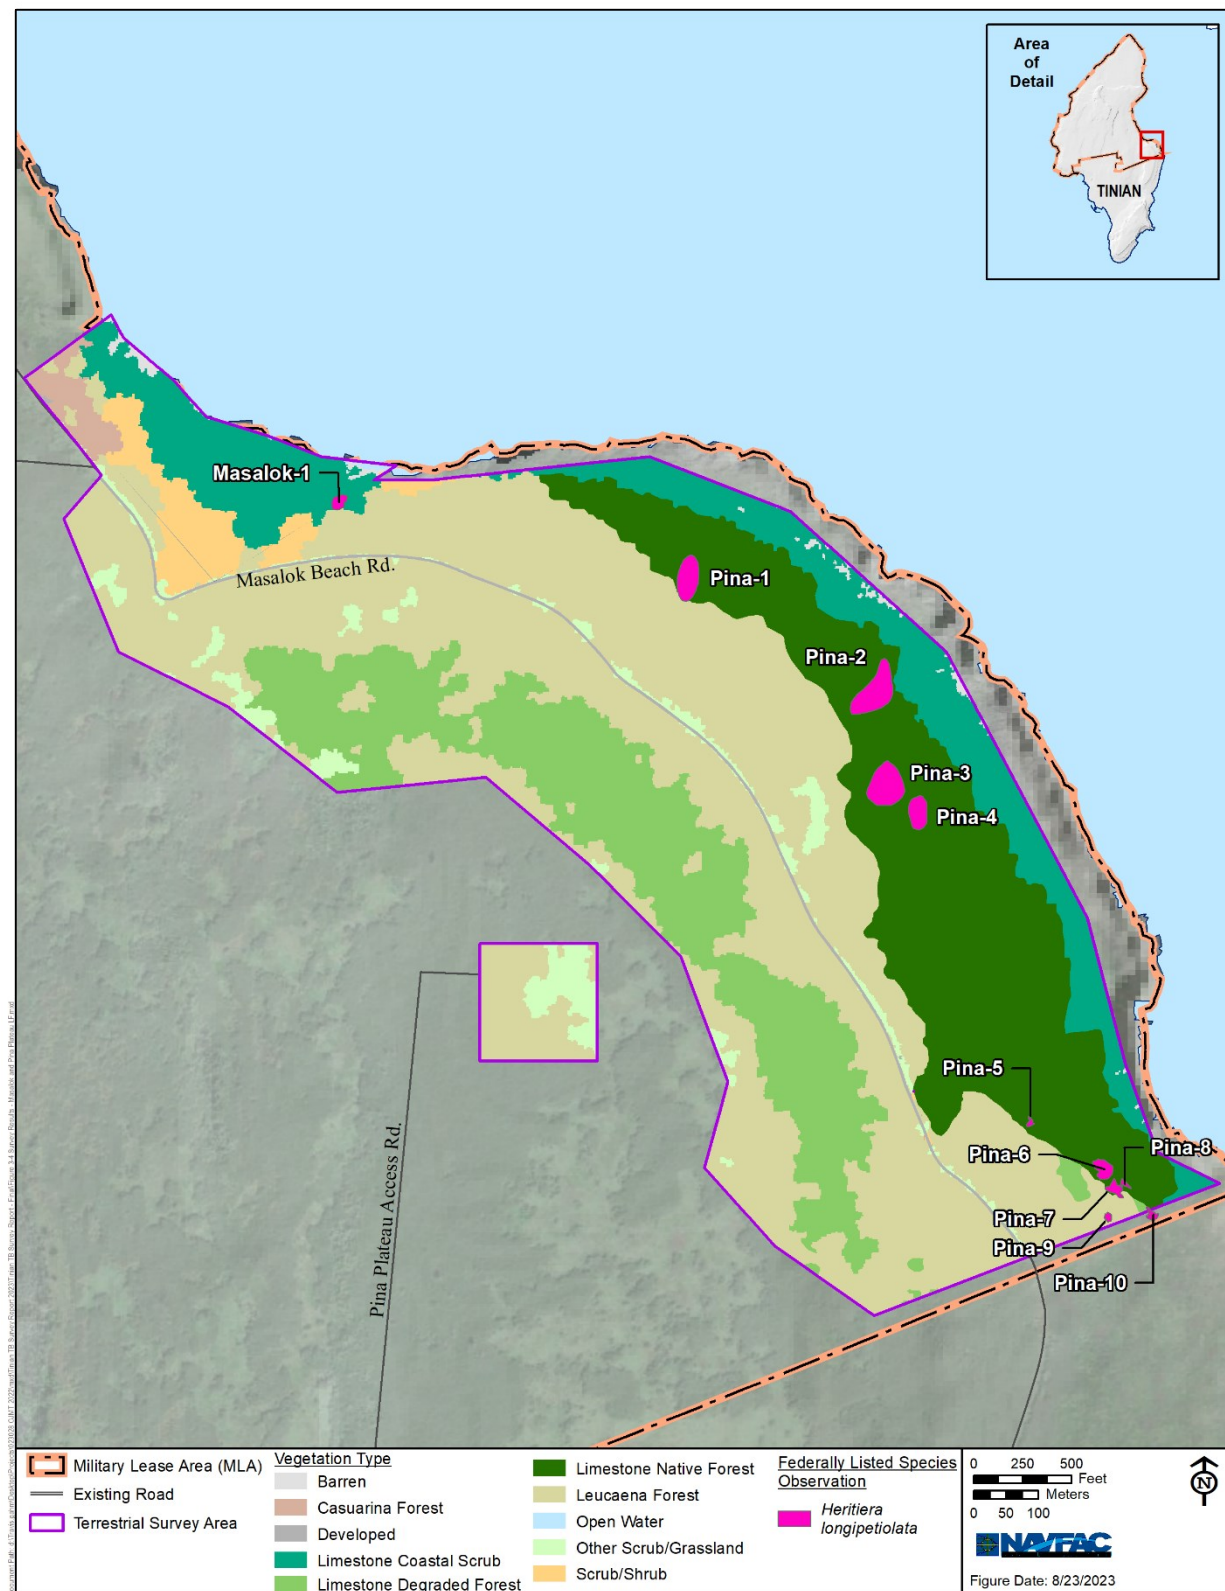 Area
of
Detail
TINIAN
Masalok-1
Masalok Beach Rd.
Pina-1
Pina-2
Pina-3
Pina-4
Pina-5
Pina-6
Pina-8
Pina-7
Pina-9
Pina-10
Pina Plateau Access Rd.
Military Lease Area (MLA)
Existing Road
Terrestrial Survey Area
Vegetation Type
Barren
Casuarina Forest
Developed
Limestone Coastal Scrub
Limestone Degraded Forest
Limestone Native Forest
Leucaena Forest
Open Water
Other Scrub/Grassland
Scrub/Shrub
Federally Listed Species
Observation
Heritiera
longipetiolata
0 250 500
Feet
Meters
0 50 100
N
NAVFAC
Figure Date: 8/23/2023